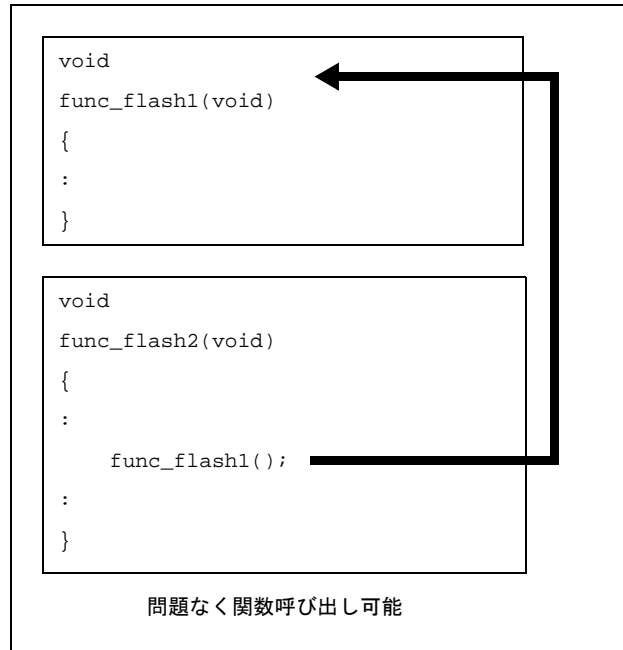 void
func_flash1(void)
{
:
}
void
func_flash2(void)
{
:
func_flash1();
:
}
問題なく関数呼び出し可能